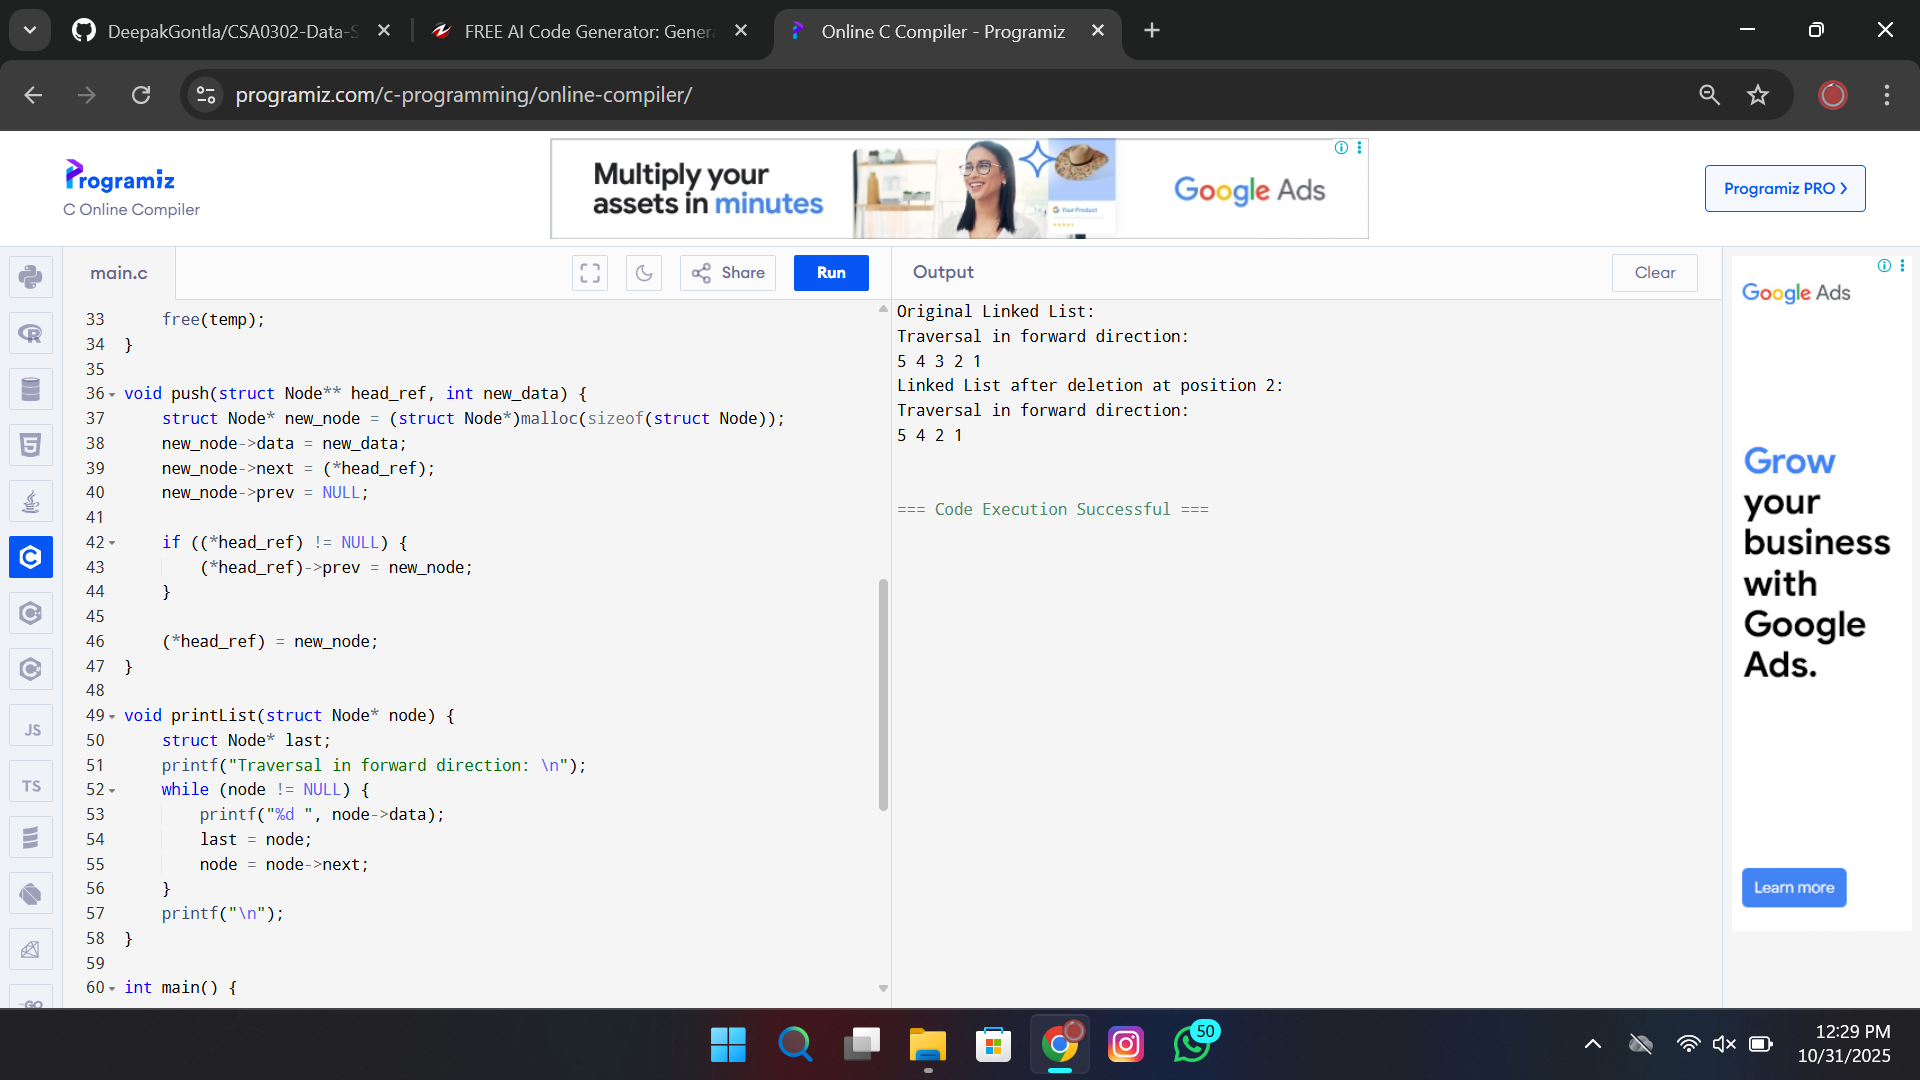 DeepakGontla/CSA0302-Data-S
FREE AI Code Generator: Genera
Online C Compiler - Programiz
programiz.com/c-programming/online-compiler/
Programiz
C Online Compiler
Multiply your
assets in minutes
Your Product
Google Ads
Programiz PRO
main.c
Share
Run
Output
Clear
33     free(temp);
34 }
35
36 void push(struct Node** head_ref, int new_data) {
37     struct Node* new_node = (struct Node*)malloc(sizeof(struct Node));
38     new_node->data = new_data;
39     new_node->next = (*head_ref);
40     new_node->prev = NULL;
41
42     if ((*head_ref) != NULL) {
43         (*head_ref)->prev = new_node;
44     }
45
46     (*head_ref) = new_node;
47 }
48
49 void printList(struct Node* node) {
50     struct Node* last;
51     printf("Traversal in forward direction: \n");
52     while (node != NULL) {
53         printf("%d ", node->data);
54         last = node;
55         node = node->next;
56     }
57     printf("\n");
58 }
59
60 int main() {
Original Linked List:
Traversal in forward direction:
5 4 3 2 1
Linked List after deletion at position 2:
Traversal in forward direction:
5 4 2 1
=== Code Execution Successful ===
Google Ads
Grow
your
business
with
Google
Ads.
Learn more
JS
TS
GO
50
12:29 PM
10/31/2025